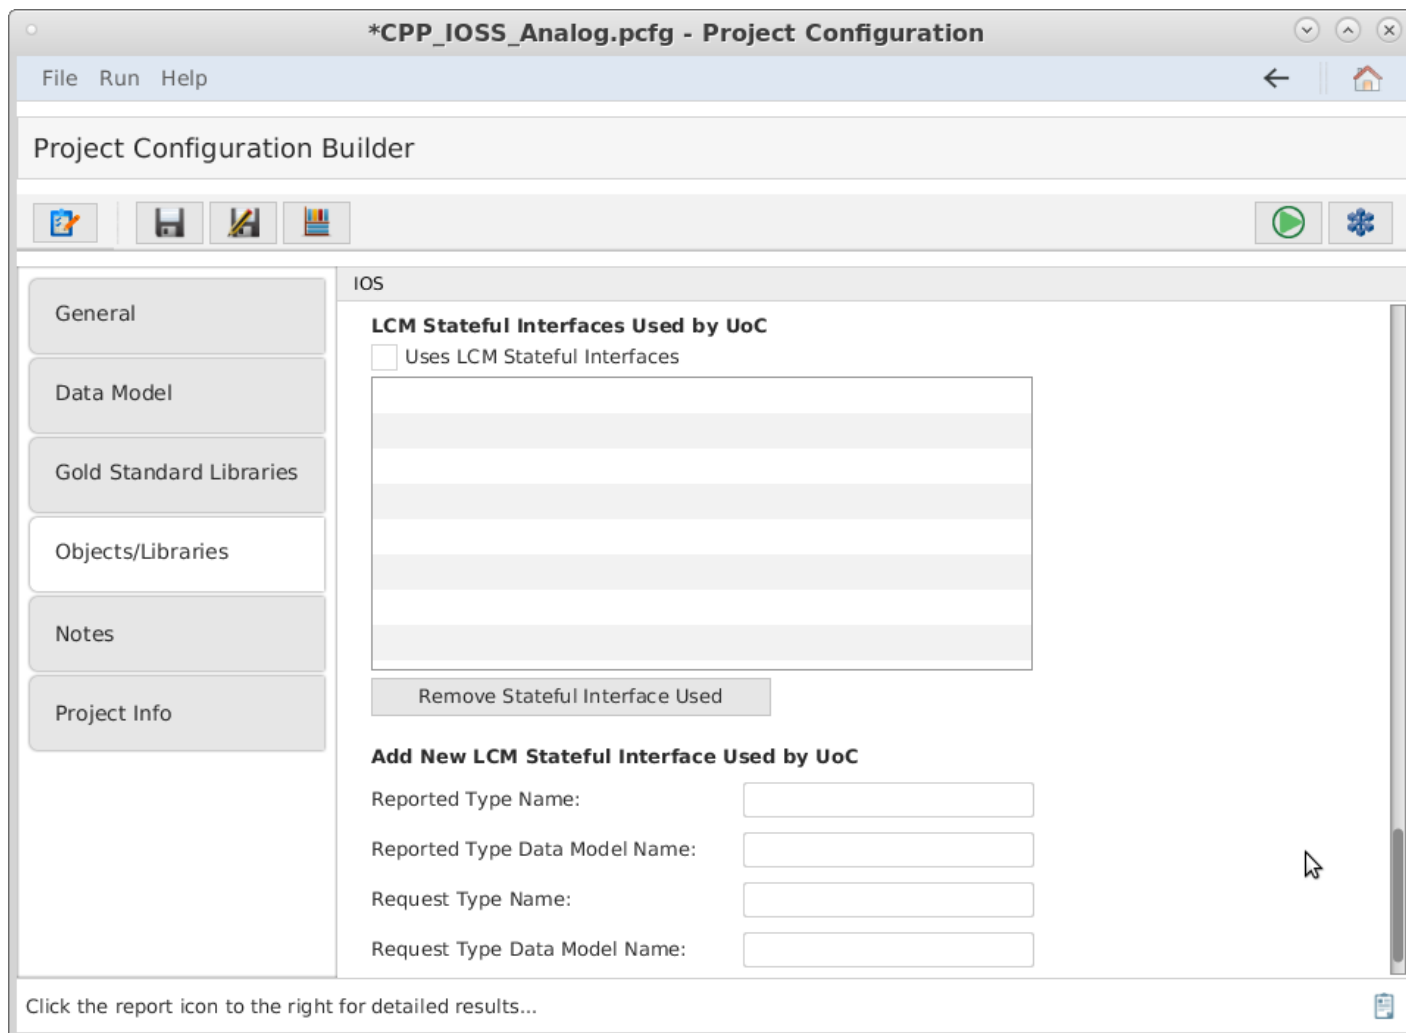 *CPP_IOSS_Analog.pcfg - Project Configuration
File Run Help
Project Configuration Builder
IOS
General
Data Model
Gold Standard Libraries
Objects/Libraries
Notes
Project Info
LCM Stateful Interfaces Used by UoC
Uses LCM Stateful Interfaces
Remove Stateful Interface Used
Add New LCM Stateful Interface Used by UoC
Reported Type Name:
Reported Type Data Model Name:
Request Type Name:
Request Type Data Model Name:
Click the report icon to the right for detailed results...